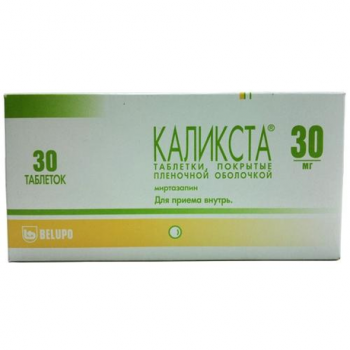 30
ТАБЛЕТОК
КАЛИКСТА®
ТАБЛЕТКИ, ПОКРЫТЫЕ
ПЛЕНОЧНОЙ ОБОЛОЧКОЙ
миртазапин
Для приема внутрь.
30
МГ
BELUPO